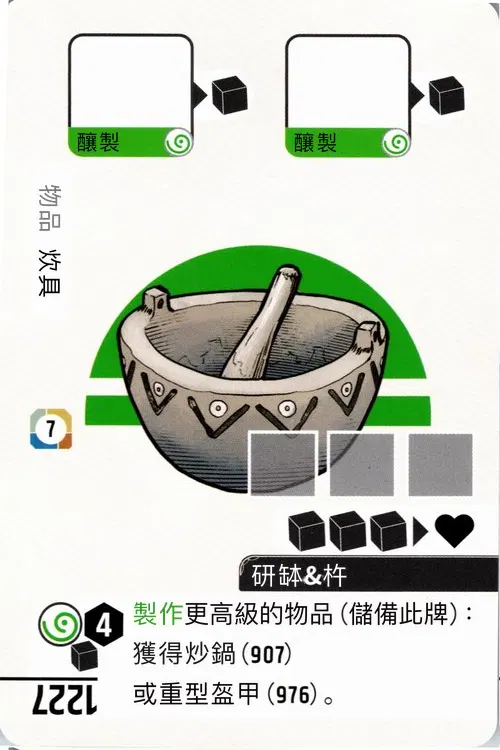 釀製
釀製
物品 炊具
7
研缽&杵
4 製作更高級的物品(儲備此牌):
獲得炒鍋(907)
或重型盔甲(976)。
1227